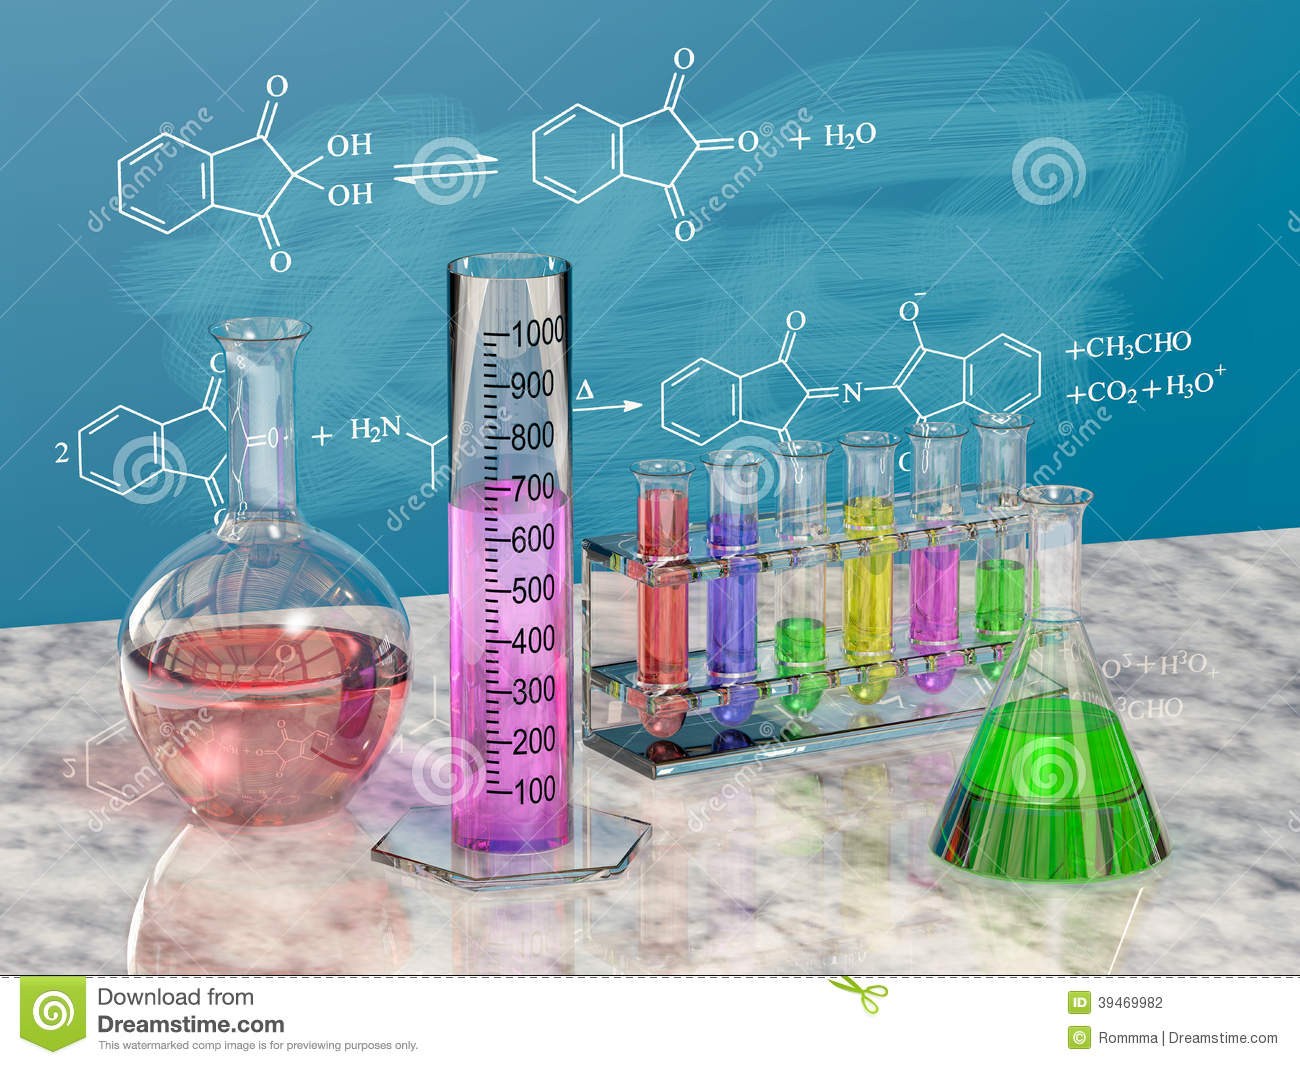 O
OH
OH
O
O
O
O
+ H2O
2
O
O
+ H2N
Δ
O
N
O⁻
+CH3CHO
+CO2+H3O⁺
1000
900
800
700
600
500
400
300
200
100
dreamstime
Download from
Dreamstime.com
This watermarked comp image is for previewing purposes only.
ID 39469982
© Rommma | Dreamstime.com